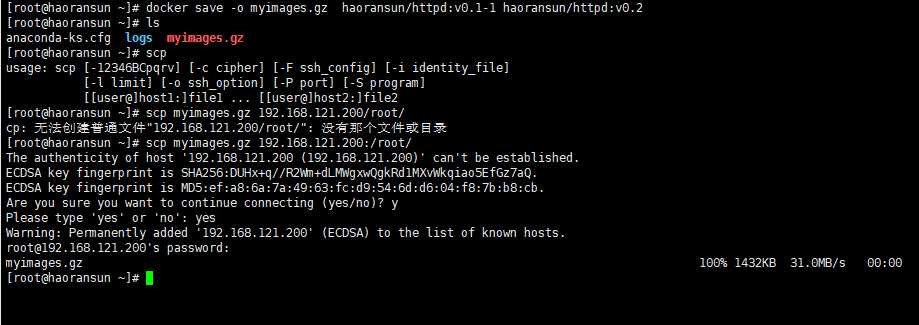 [root@haoransun ~]# docker save -o myimages.gz  haoransun/httpd:v0.1-1 haoransun/httpd:v0.2
[root@haoransun ~]# ls
anaconda-ks.cfg  logs  myimages.gz
[root@haoransun ~]# scp
usage: scp [-12346BCpqrv] [-c cipher] [-F ssh_config] [-i identity_file]
           [-l limit] [-o ssh_option] [-P port] [-S program]
           [[user@]host1:]file1 ... [[user@]host2:]file2
[root@haoransun ~]# scp myimages.gz 192.168.121.200/root/
cp: 无法创建普通文件"192.168.121.200/root/": 没有那个文件或目录
[root@haoransun ~]# scp myimages.gz 192.168.121.200:/root/
The authenticity of host '192.168.121.200 (192.168.121.200)' can't be established.
ECDSA key fingerprint is SHA256:DUHx+q//R2Wm+dLMWgxwQgkRd1MXvWkqiao5EfGz7aQ.
ECDSA key fingerprint is MD5:ef:a8:6a:7a:49:63:fc:d9:54:6d:d6:04:f8:7b:b8:cb.
Are you sure you want to continue connecting (yes/no)? y
Please type 'yes' or 'no': yes
Warning: Permanently added '192.168.121.200' (ECDSA) to the list of known hosts.
root@192.168.121.200's password:
myimages.gz                                                    100% 1432KB  31.0MB/s   00:00
[root@haoransun ~]#